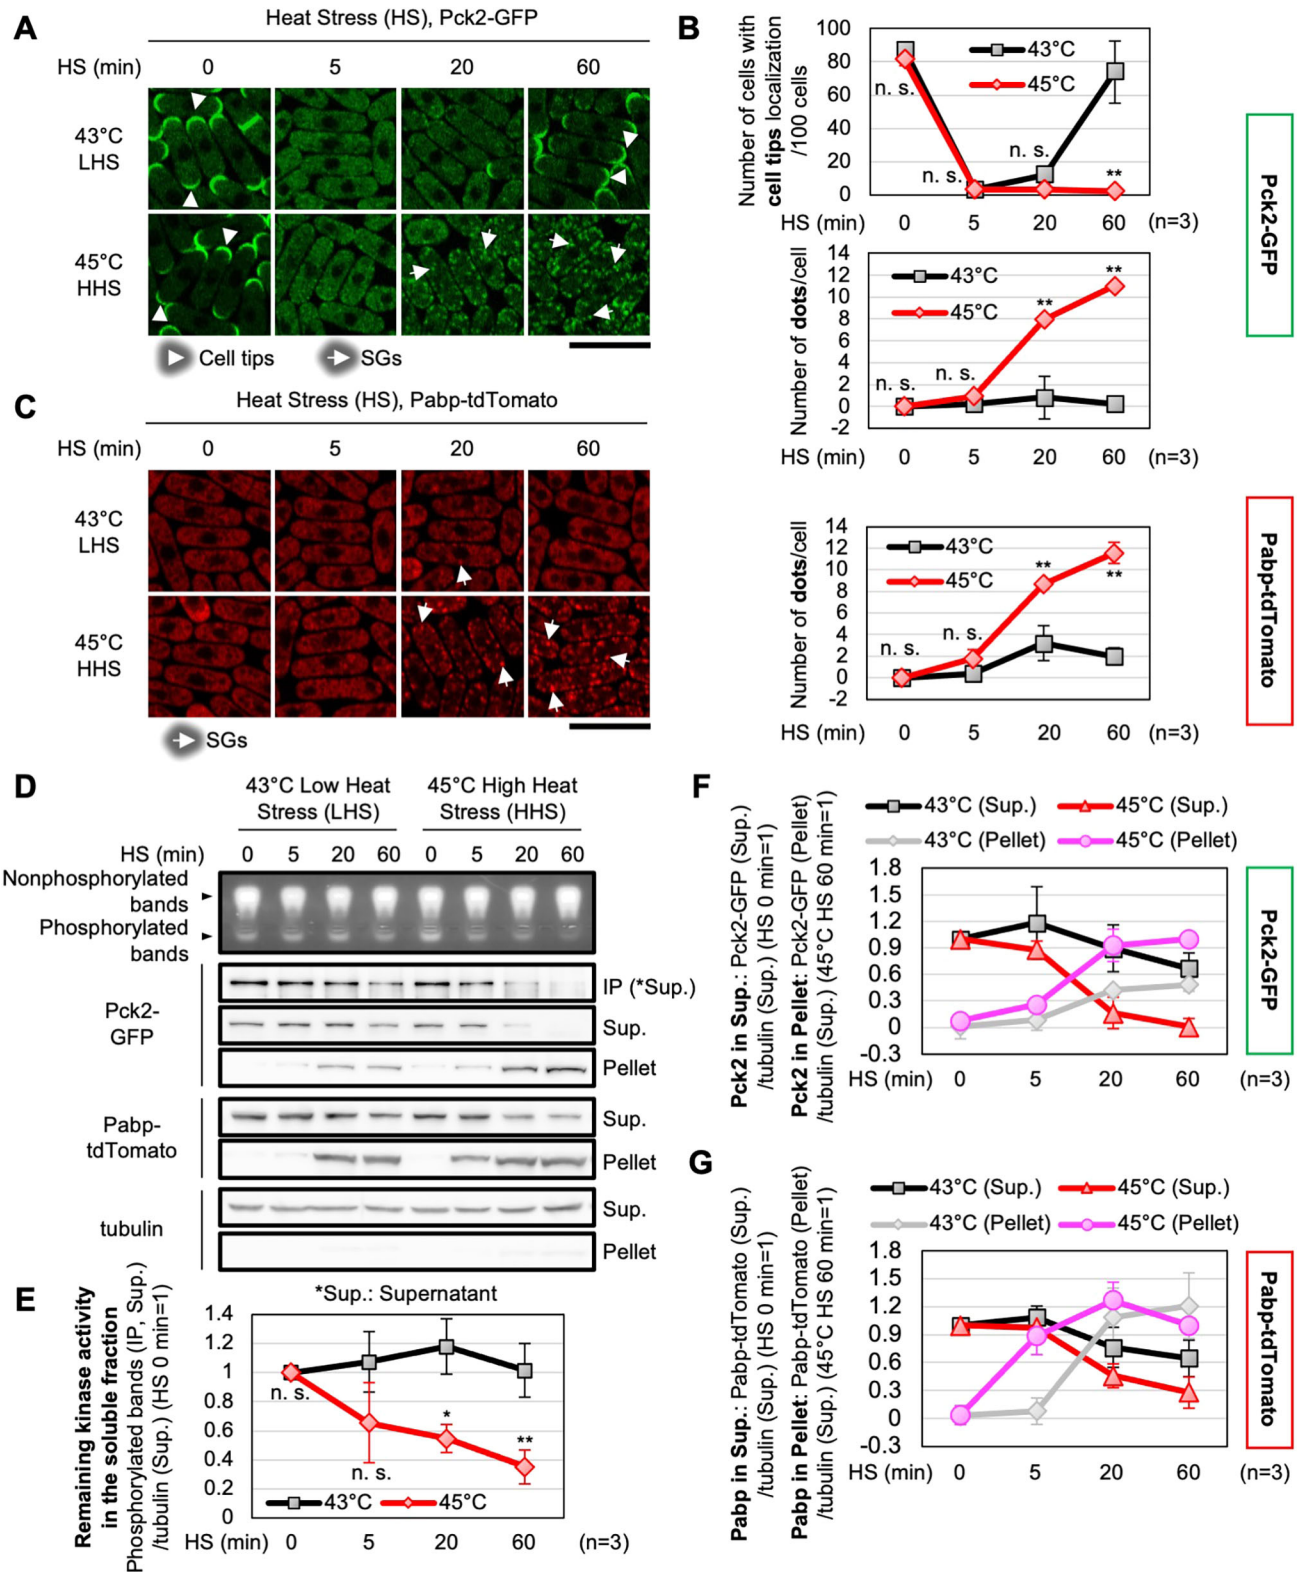 A
Heat Stress (HS), Pck2-GFP
HS (min) 0 5 20 60
43°C
LHS
45°C
HHS
Cell tips
SGs
B
Number of cells with
cell tips localization
/100 cells
100
80
60
40
20
0
43°C
45°C
n. s.
n. s.
n. s.
**
HS (min) 0 5 20 60 (n=3)
Number of dots/cell
14
12
10
8
6
4
2
0
-2
43°C
45°C
n. s.
n. s.
**
**
HS (min) 0 5 20 60 (n=3)
Pck2-GFP
C
Heat Stress (HS), Pabp-tdTomato
HS (min) 0 5 20 60
43°C
LHS
45°C
HHS
SGs
Number of dots/cell
14
12
10
8
6
4
2
0
-2
43°C
45°C
n. s.
n. s.
**
**
HS (min) 0 5 20 60 (n=3)
Pabp-tdTomato
D
43°C Low Heat
Stress (LHS)
45°C High Heat
Stress (HHS)
HS (min) 0 5 20 60 0 5 20 60
Nonphosphorylated
bands
Phosphorylated
bands
Pck2-
GFP
IP (*Sup.)
Sup.
Pellet
Pabp-
tdTomato
Sup.
Pellet
tubulin
Sup.
Pellet
*Sup.: Supernatant
E
Remaining kinase activity
in the soluble fraction
Phosphorylated bands (IP, Sup.)
/tubulin (Sup.) (HS 0 min=1)
1.4
1.2
1
0.8
0.6
0.4
0.2
0
n. s.
n. s.
*
**
43°C
45°C
HS (min) 0 5 20 60 (n=3)
F
43°C (Sup.)
45°C (Sup.)
43°C (Pellet)
45°C (Pellet)
Pck2 in Sup.: Pck2-GFP (Sup.)
/tubulin (Sup.) (HS 0 min=1)
Pck2 in Pellet: Pck2-GFP (Pellet)
/tubulin (Sup.) (45°C HS 60 min=1)
1.8
1.5
1.2
0.9
0.6
0.3
0
-0.3
HS (min) 0 5 20 60 (n=3)
Pck2-GFP
G
43°C (Sup.)
45°C (Sup.)
43°C (Pellet)
45°C (Pellet)
Pabp in Sup.: Pabp-tdTomato (Sup.)
/tubulin (Sup.) (HS 0 min=1)
Pabp in Pellet: Pabp-tdTomato (Pellet)
/tubulin (Sup.) (45°C HS 60 min=1)
1.8
1.5
1.2
0.9
0.6
0.3
0
-0.3
HS (min) 0 5 20 60 (n=3)
Pabp-tdTomato